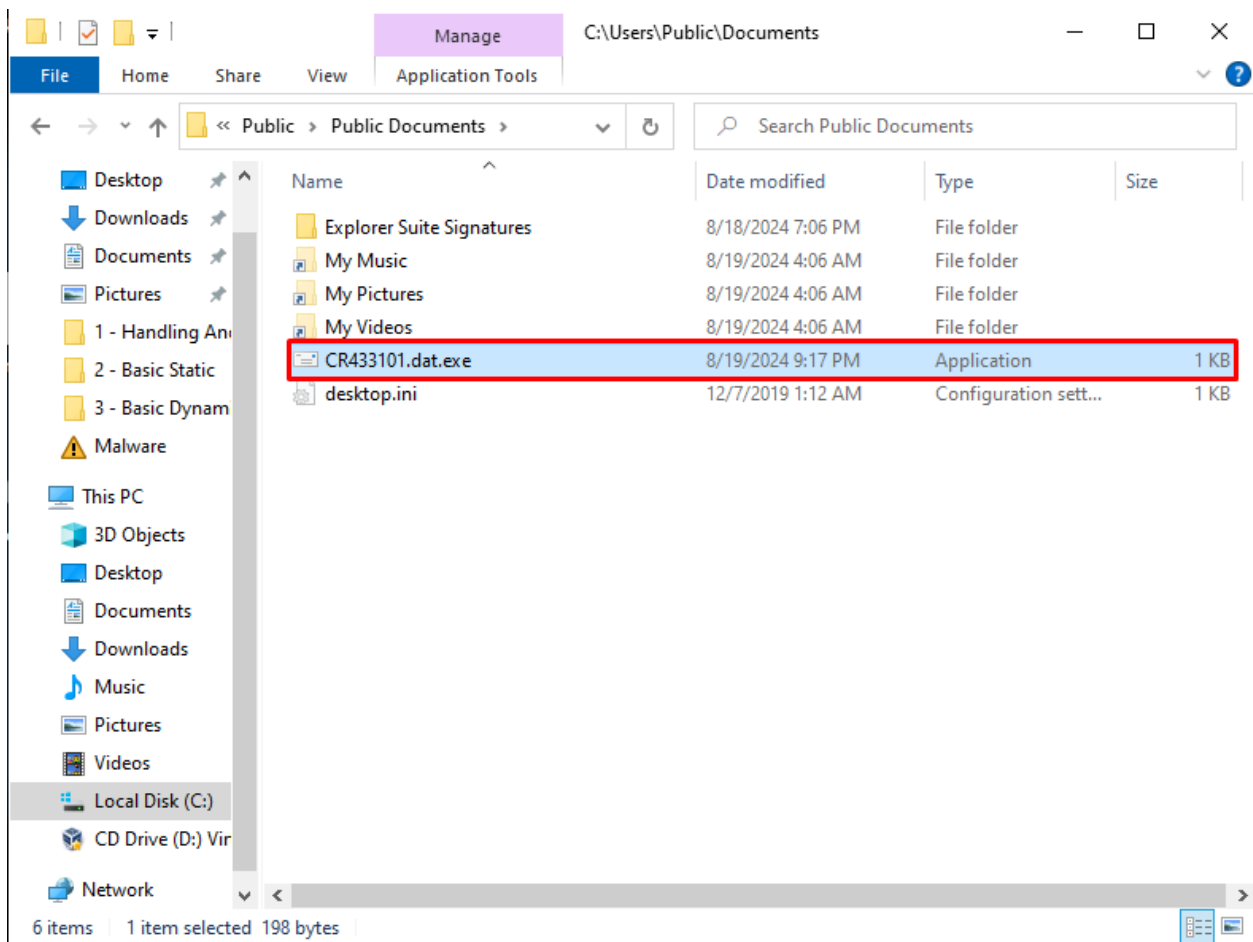 Manage
C:\Users\Public\Documents
File Home Share View Application Tools
« Public > Public Documents >
Search Public Documents
Name Date modified Type Size
Desktop
Downloads
Documents
Pictures
1 - Handling An
2 - Basic Static
3 - Basic Dynam
Malware
This PC
3D Objects
Desktop
Documents
Downloads
Music
Pictures
Videos
Local Disk (C:)
CD Drive (D:) Vir
Network
Explorer Suite Signatures 8/18/2024 7:06 PM File folder
My Music 8/19/2024 4:06 AM File folder
My Pictures 8/19/2024 4:06 AM File folder
My Videos 8/19/2024 4:06 AM File folder
CR433101.dat.exe 8/19/2024 9:17 PM Application 1 KB
desktop.ini 12/7/2019 1:12 AM Configuration sett... 1 KB
6 items 1 item selected 198 bytes